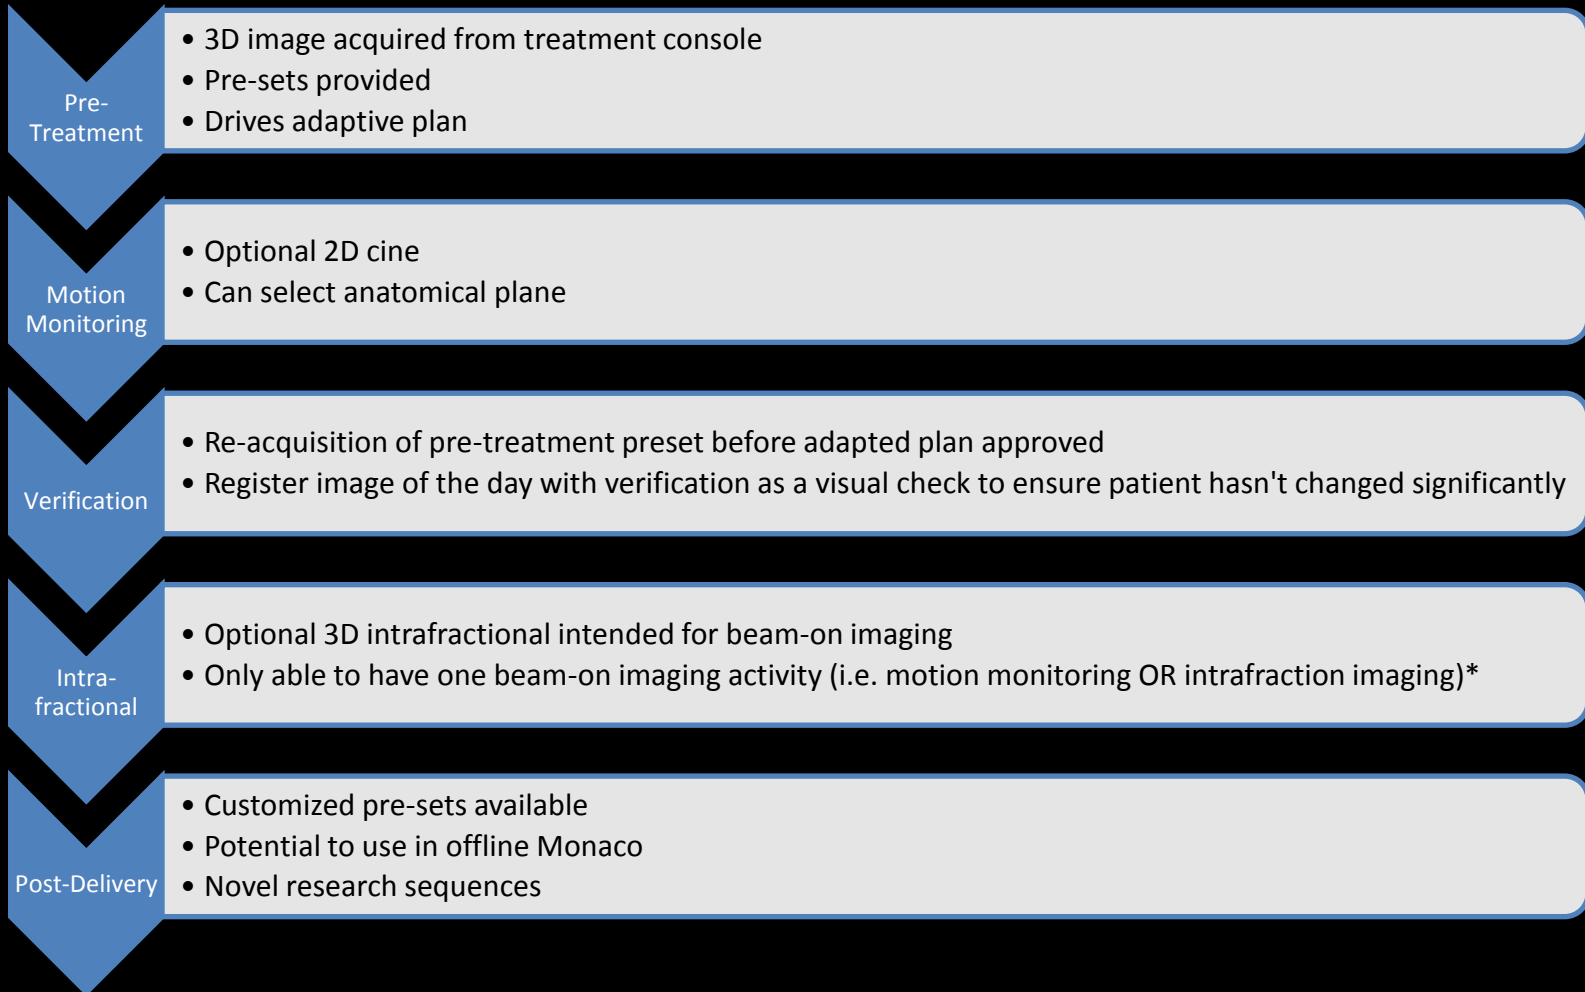 Pre-
Treatment
• 3D image acquired from treatment console
• Pre-sets provided
• Drives adaptive plan
Motion
Monitoring
• Optional 2D cine
• Can select anatomical plane
Verification
• Re-acquisition of pre-treatment preset before adapted plan approved
• Register image of the day with verification as a visual check to ensure patient hasn't changed significantly
Intra-
fractional
• Optional 3D intrafractional intended for beam-on imaging
• Only able to have one beam-on imaging activity (i.e. motion monitoring OR intrafraction imaging)*
Post-Delivery
• Customized pre-sets available
• Potential to use in offline Monaco
• Novel research sequences